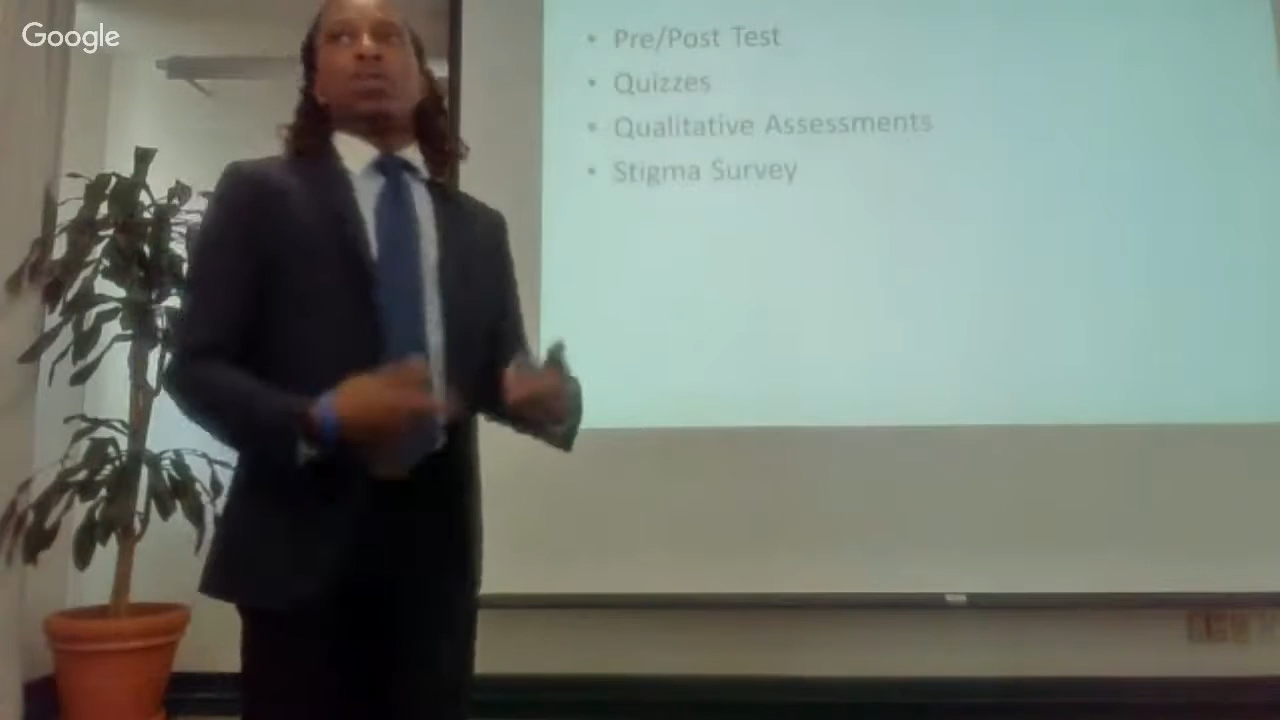 Google
• Pre/Post Test
• Quizzes
• Qualitative Assessments
• Stigma Survey